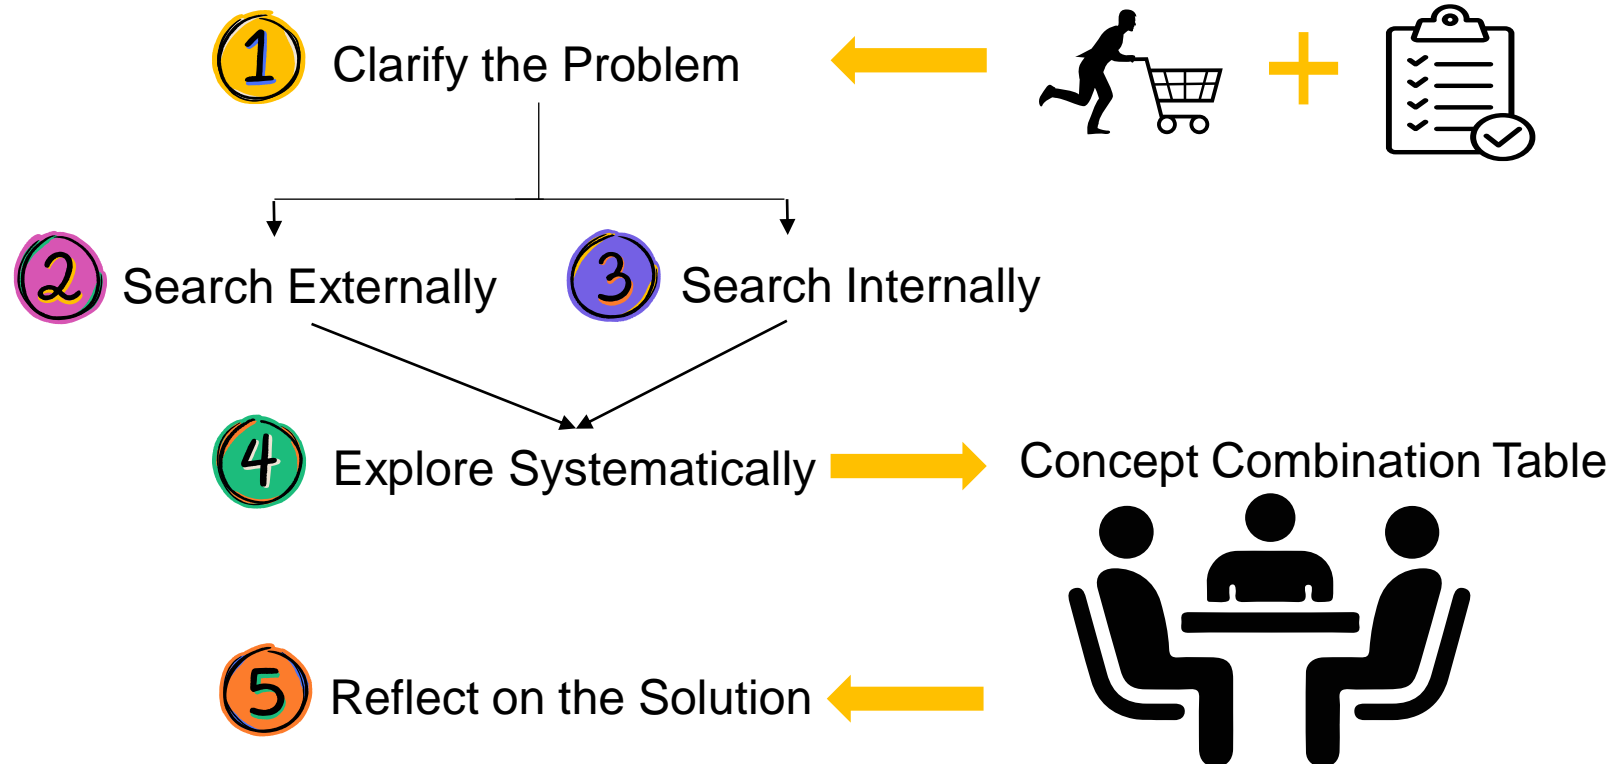 1 Clarify the Problem
2 Search Externally
3 Search Internally
4 Explore Systematically
Concept Combination Table
5 Reflect on the Solution